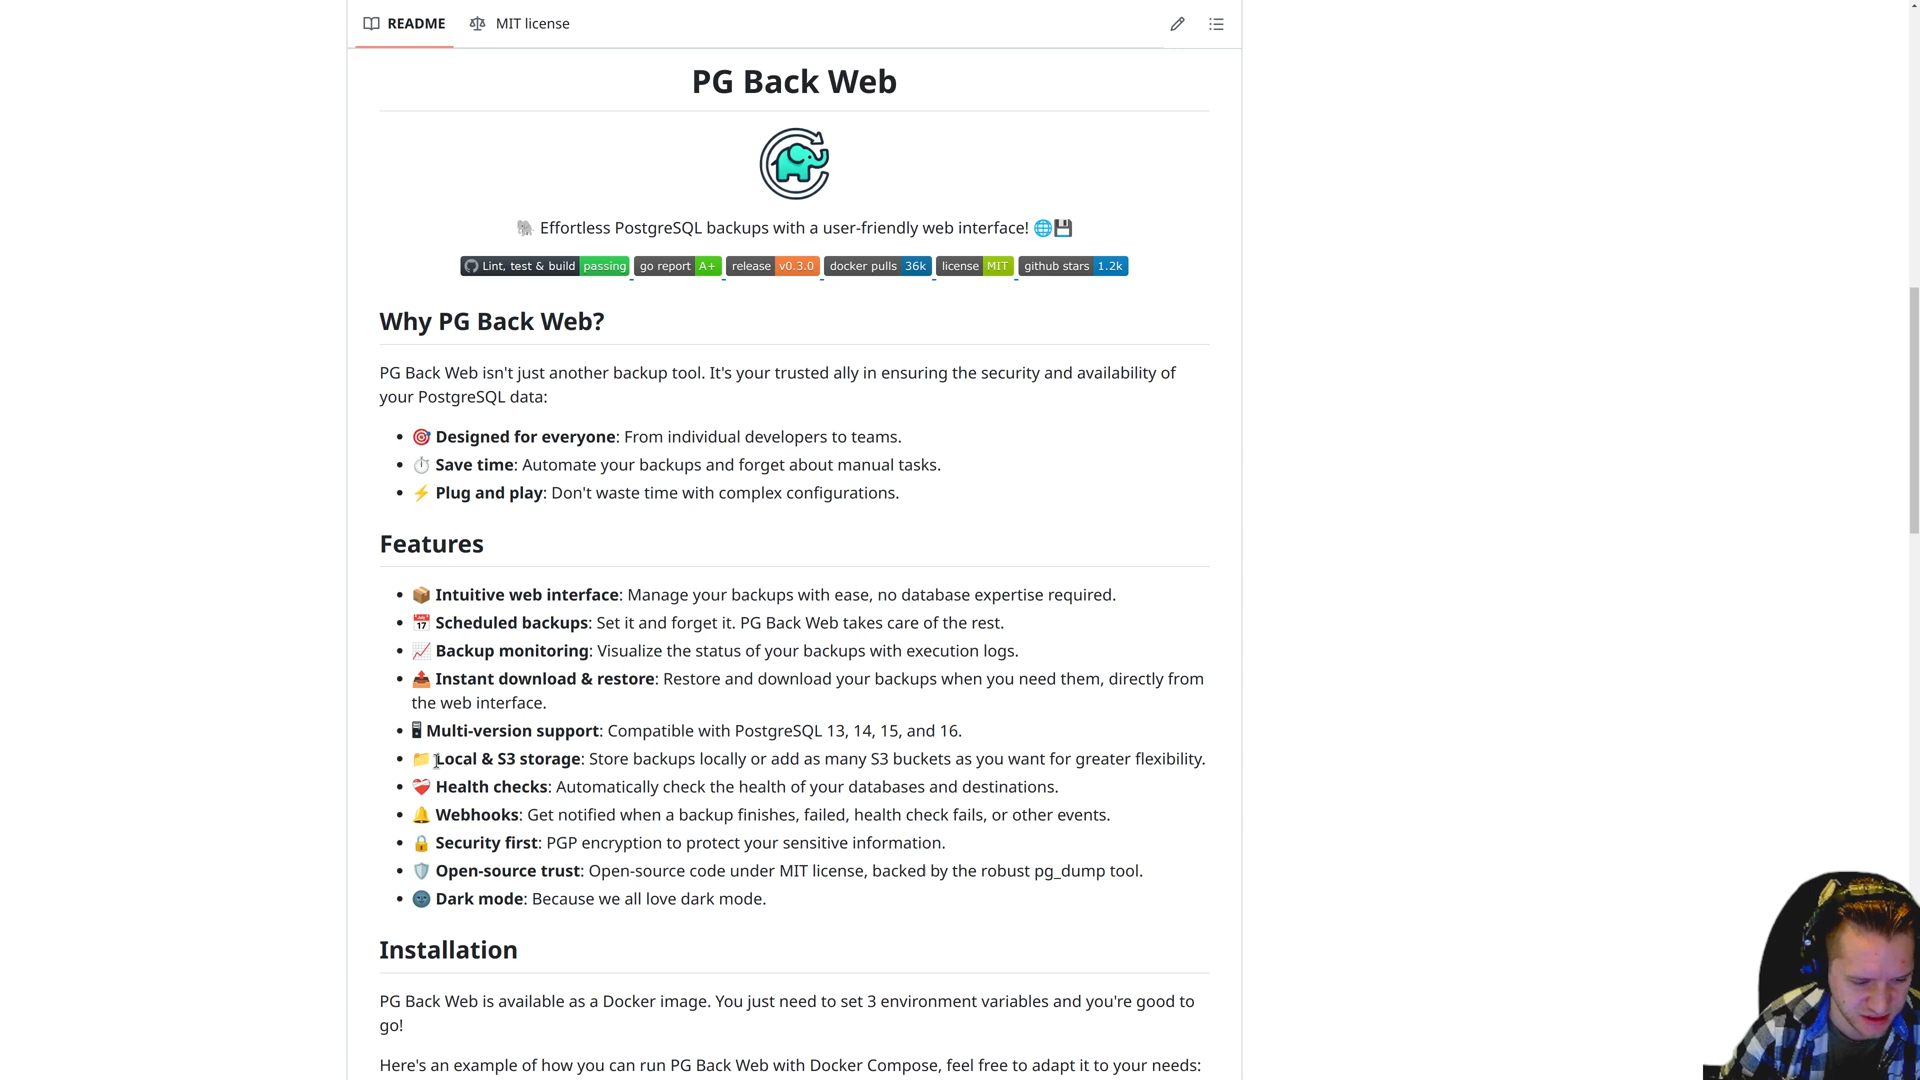 README
MIT license
PG Back Web
🐘 Effortless PostgreSQL backups with a user-friendly web interface! 🌐💾
Lint, test & build passing go report A+ release v0.3.0 docker pulls 36k license MIT github stars 1.2k
Why PG Back Web?
PG Back Web isn't just another backup tool. It's your trusted ally in ensuring the security and availability of
your PostgreSQL data:
• 🎯 Designed for everyone: From individual developers to teams.
• ⏱️ Save time: Automate your backups and forget about manual tasks.
• ⚡ Plug and play: Don't waste time with complex configurations.
Features
• 📦 Intuitive web interface: Manage your backups with ease, no database expertise required.
• 📅 Scheduled backups: Set it and forget it. PG Back Web takes care of the rest.
• 📈 Backup monitoring: Visualize the status of your backups with execution logs.
• 📤 Instant download & restore: Restore and download your backups when you need them, directly from
the web interface.
• 🖥 Multi-version support: Compatible with PostgreSQL 13, 14, 15, and 16.
• 📁 Local & S3 storage: Store backups locally or add as many S3 buckets as you want for greater flexibility.
• ❤️‍🩹 Health checks: Automatically check the health of your databases and destinations.
• 🔔 Webhooks: Get notified when a backup finishes, failed, health check fails, or other events.
• 🔒 Security first: PGP encryption to protect your sensitive information.
• 🛡️ Open-source trust: Open-source code under MIT license, backed by the robust pg_dump tool.
• 🌚 Dark mode: Because we all love dark mode.
Installation
PG Back Web is available as a Docker image. You just need to set 3 environment variables and you're good to
go!
Here's an example of how you can run PG Back Web with Docker Compose, feel free to adapt it to your needs: